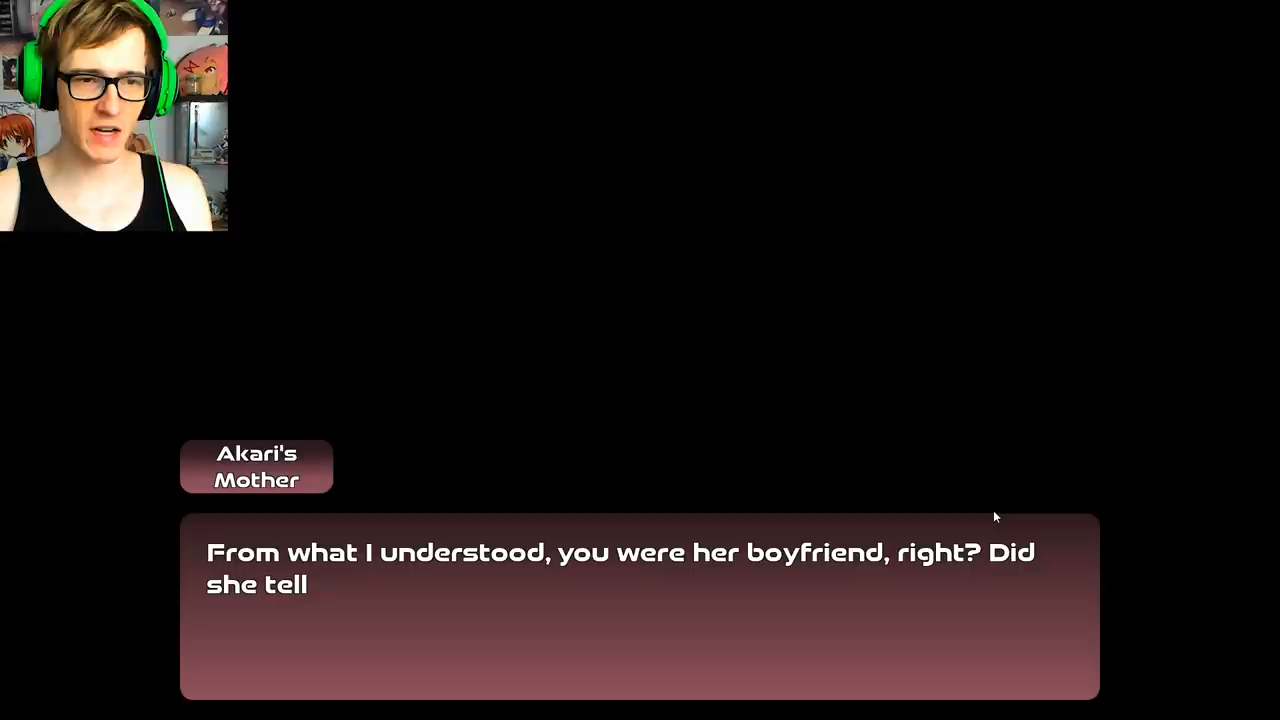 Akari's
Mother
From what I understood, you were her boyfriend, right? Did
she tell